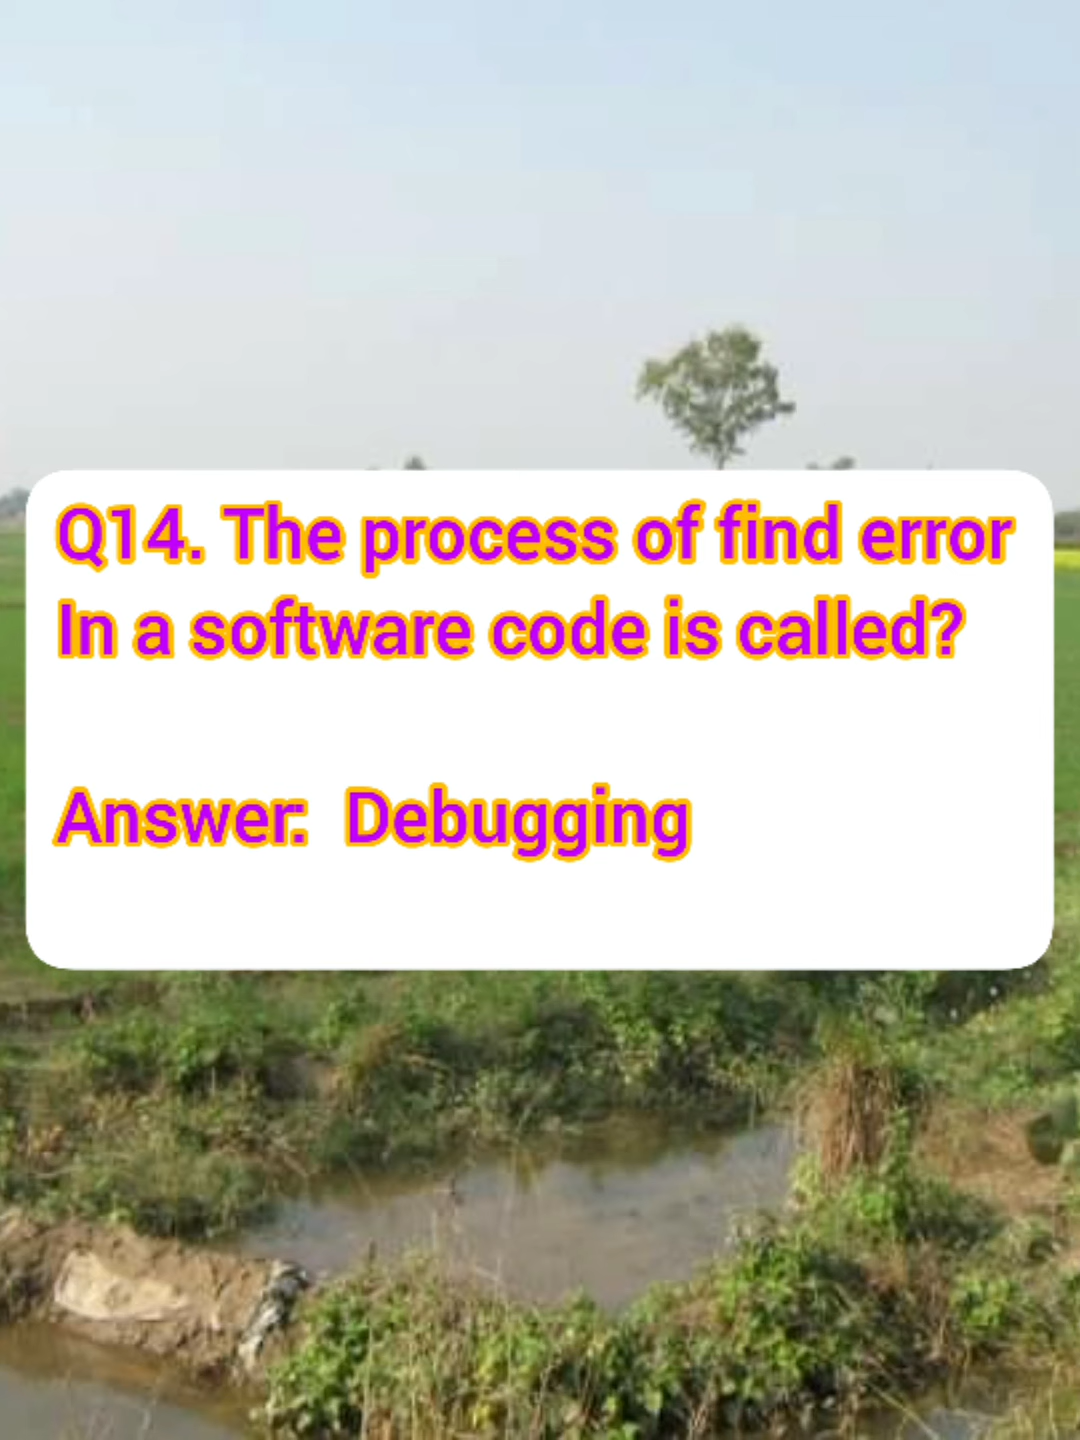 Q14. The process of find error
In a software code is called?
Answer: Debugging